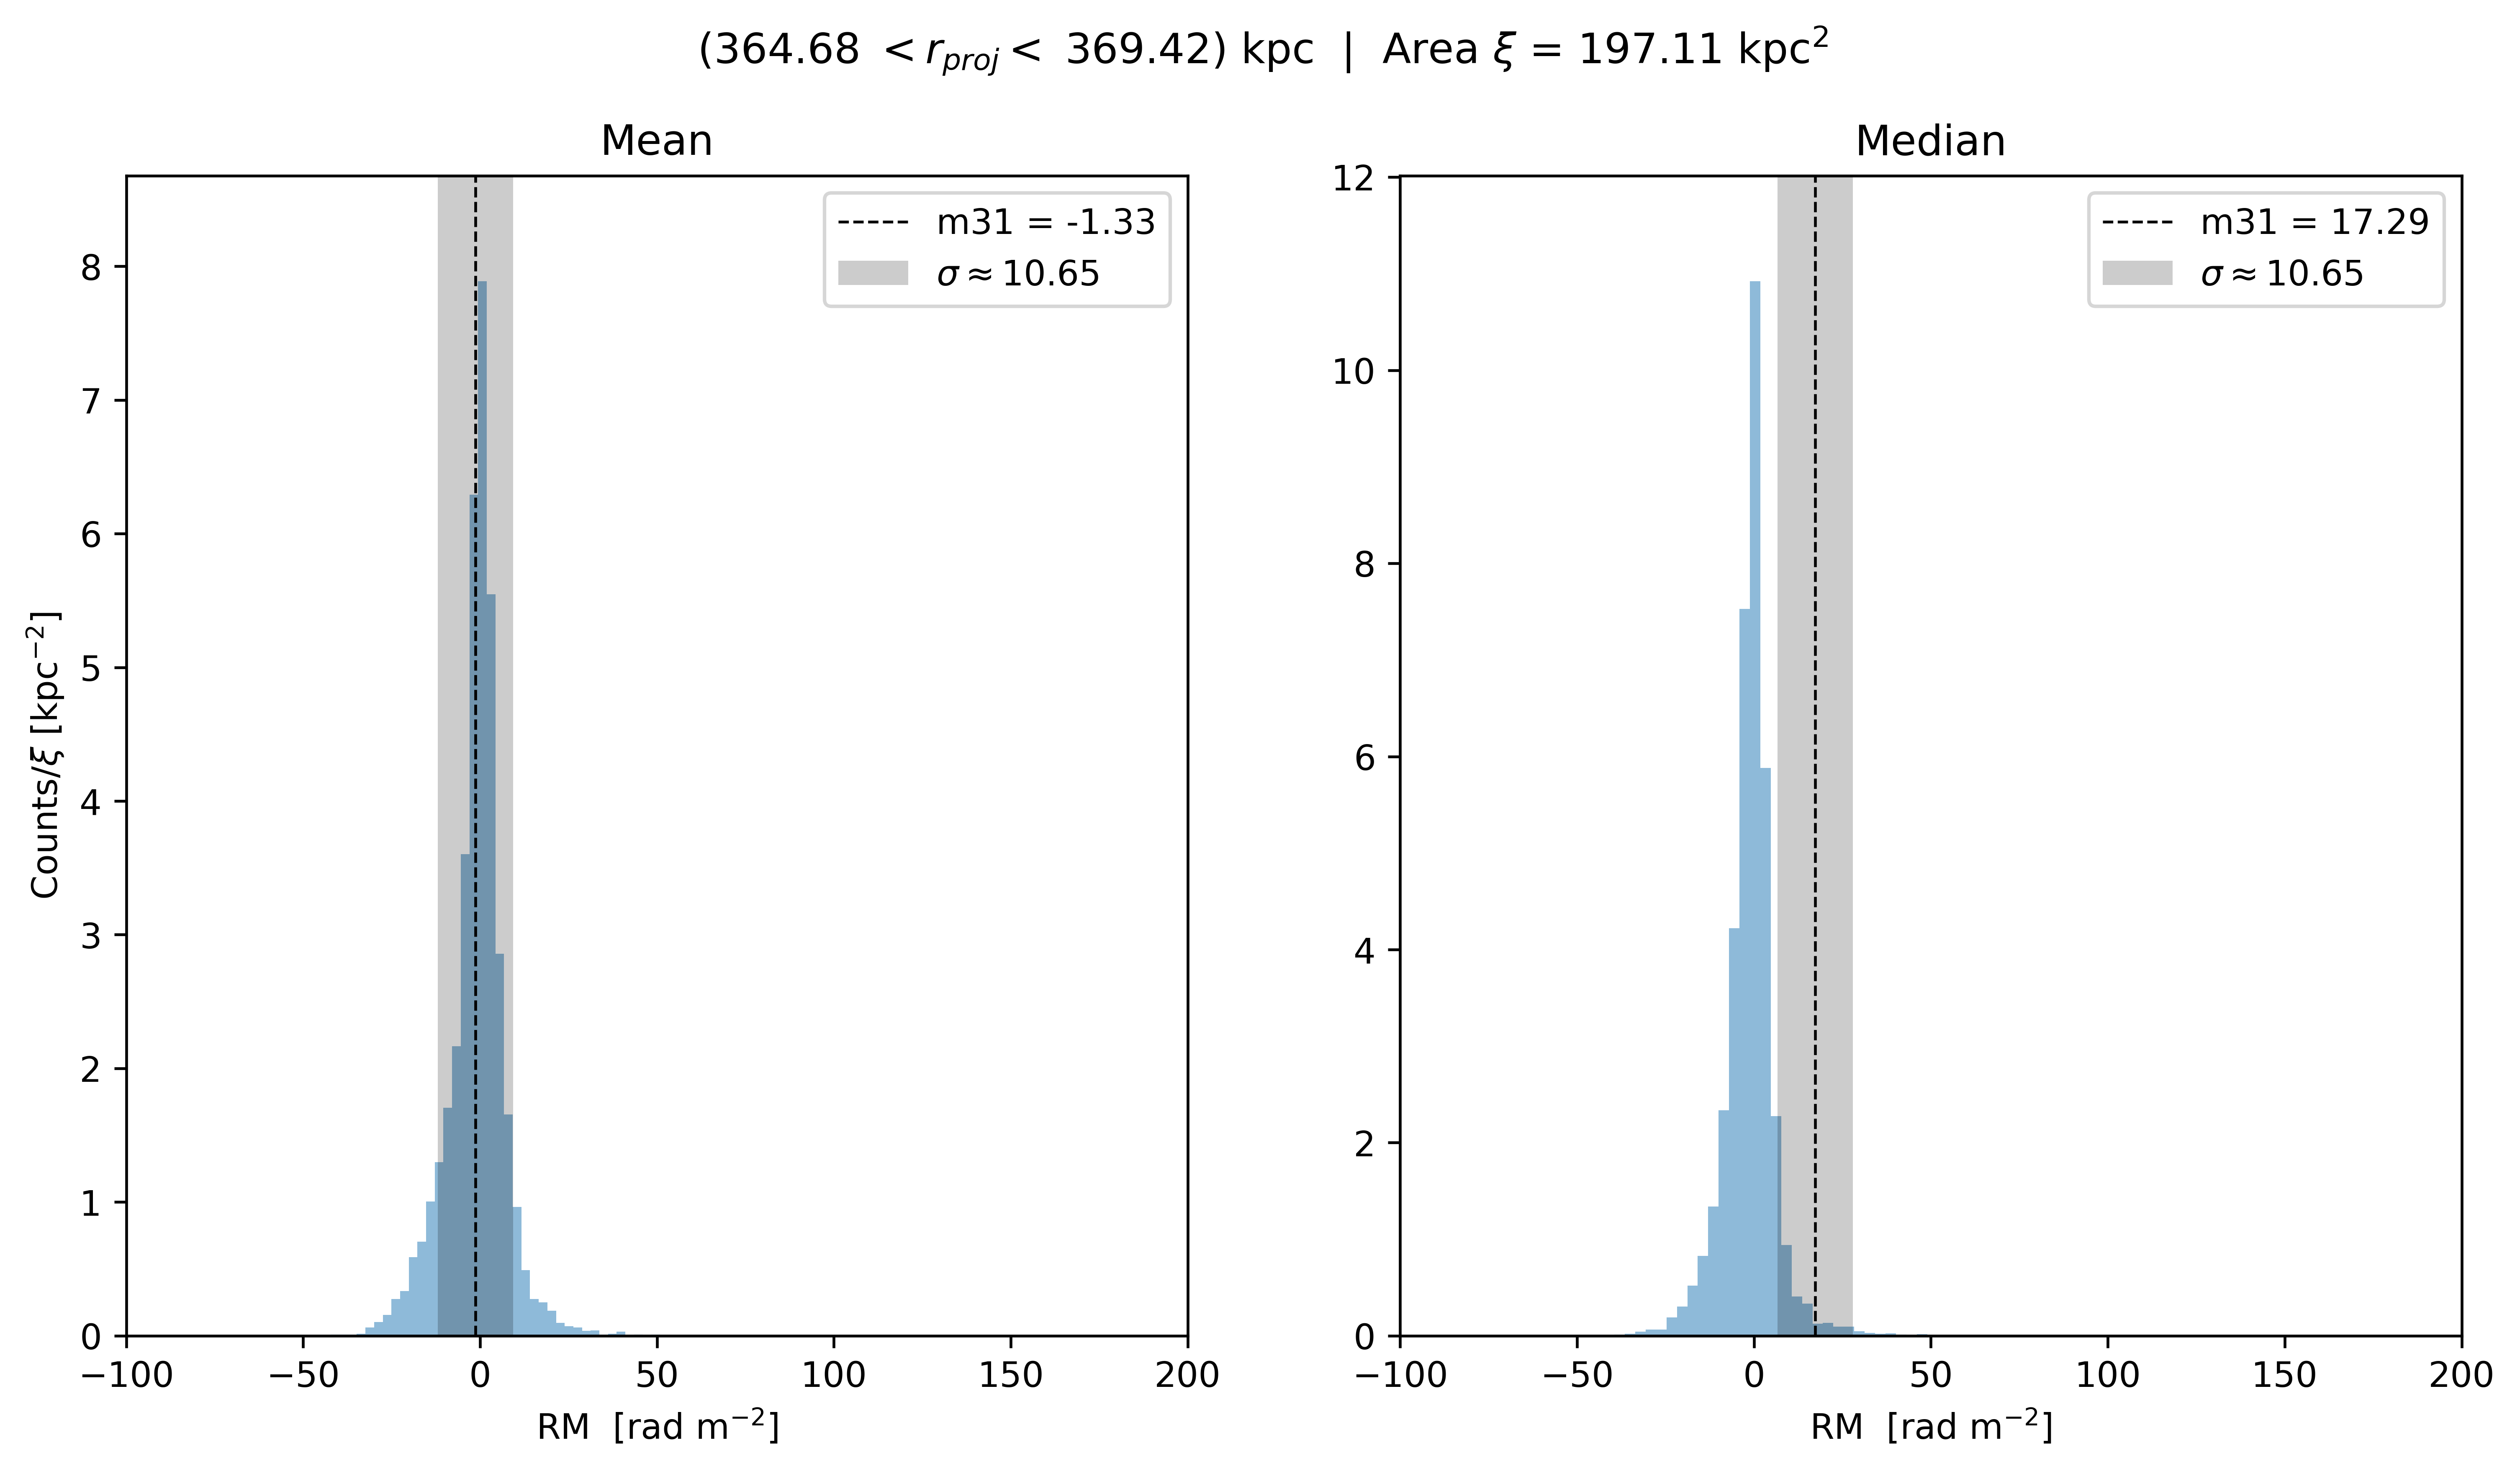 (364.68 < r_proj < 369.42) kpc | Area ξ = 197.11 kpc²
Mean
m31 = -1.33
σ ≈ 10.65
8
7
6
5
4
3
2
1
0
Counts/ξ [kpc⁻²]
−100 −50 0 50 100 150 200
RM [rad m⁻²]
Median
m31 = 17.29
σ ≈ 10.65
12
10
8
6
4
2
0
−100 −50 0 50 100 150 200
RM [rad m⁻²]